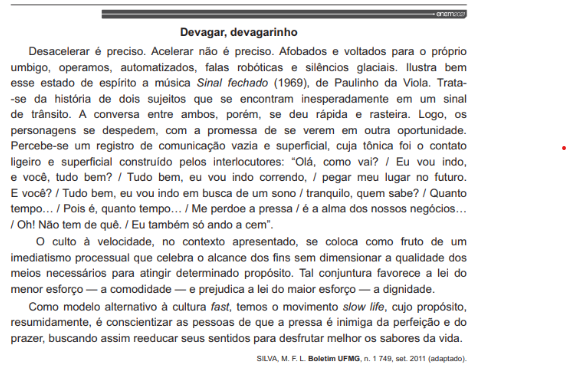 enem2021
Devagar, devagarinho
Desacelerar é preciso. Acelerar não é preciso. Afobados e voltados para o próprio
umbigo, operamos, automatizados, falas robóticas e silêncios glaciais. Ilustra bem
esse estado de espírito a música Sinal fechado (1969), de Paulinho da Viola. Trata-
-se da história de dois sujeitos que se encontram inesperadamente em um sinal
de trânsito. A conversa entre ambos, porém, se deu rápida e rasteira. Logo, os
personagens se despedem, com a promessa de se verem em outra oportunidade.
Percebe-se um registro de comunicação vazia e superficial, cuja tônica foi o contato
ligeiro e superficial construído pelos interlocutores: “Olá, como vai? / Eu vou indo,
e você, tudo bem? / Tudo bem, eu vou indo correndo, / pegar meu lugar no futuro.
E você? / Tudo bem, eu vou indo em busca de um sono / tranquilo, quem sabe? / Quanto
tempo… / Pois é, quanto tempo… / Me perdoe a pressa / é a alma dos nossos negócios…
/ Oh! Não tem de quê. / Eu também só ando a cem”.
O culto à velocidade, no contexto apresentado, se coloca como fruto de um
imediatismo processual que celebra o alcance dos fins sem dimensionar a qualidade dos
meios necessários para atingir determinado propósito. Tal conjuntura favorece a lei do
menor esforço — a comodidade — e prejudica a lei do maior esforço — a dignidade.
Como modelo alternativo à cultura fast, temos o movimento slow life, cujo propósito,
resumidamente, é conscientizar as pessoas de que a pressa é inimiga da perfeição e do
prazer, buscando assim reeducar seus sentidos para desfrutar melhor os sabores da vida.
SILVA, M. F. L. Boletim UFMG, n. 1 749, set. 2011 (adaptado).